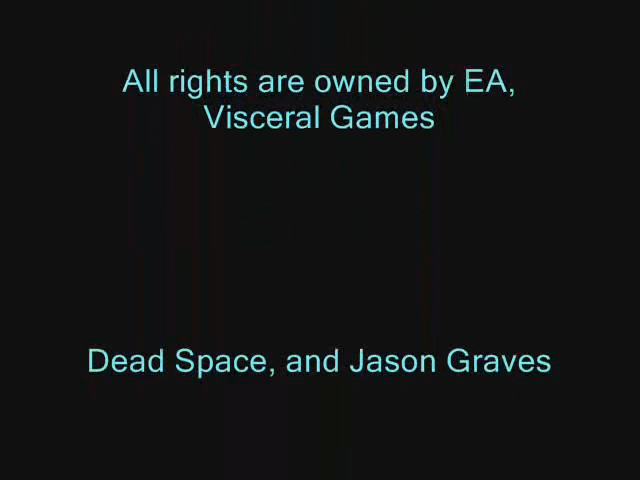 All rights are owned by EA,
Visceral Games
Dead Space, and Jason Graves